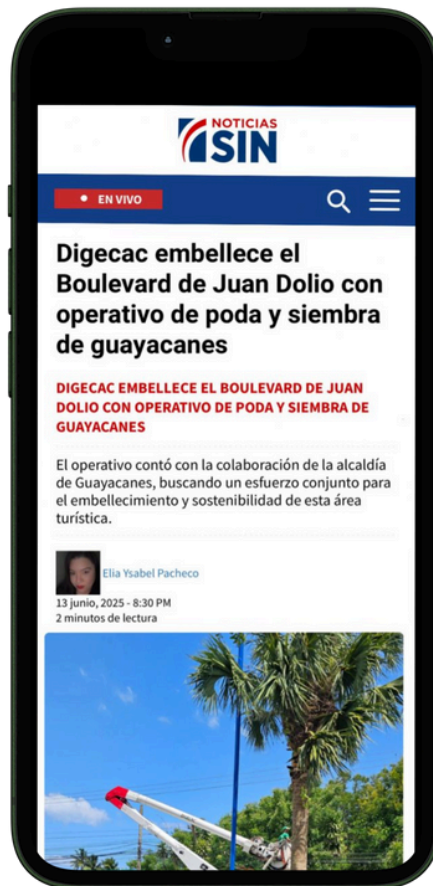 NOTICIAS
SIN
EN VIVO
Digecac embellece el
Boulevard de Juan Dolio con
operativo de poda y siembra
de guayacanes
DIGECAC EMBELLECE EL BOULEVARD DE JUAN
DOLIO CON OPERATIVO DE PODA Y SIEMBRA DE
GUAYACANES
El operativo contó con la colaboración de la alcaldía
de Guayacanes, buscando un esfuerzo conjunto para
el embellecimiento y sostenibilidad de esta área
turística.
Elia Ysabel Pacheco
13 junio, 2025 - 8:30 PM
2 minutos de lectura